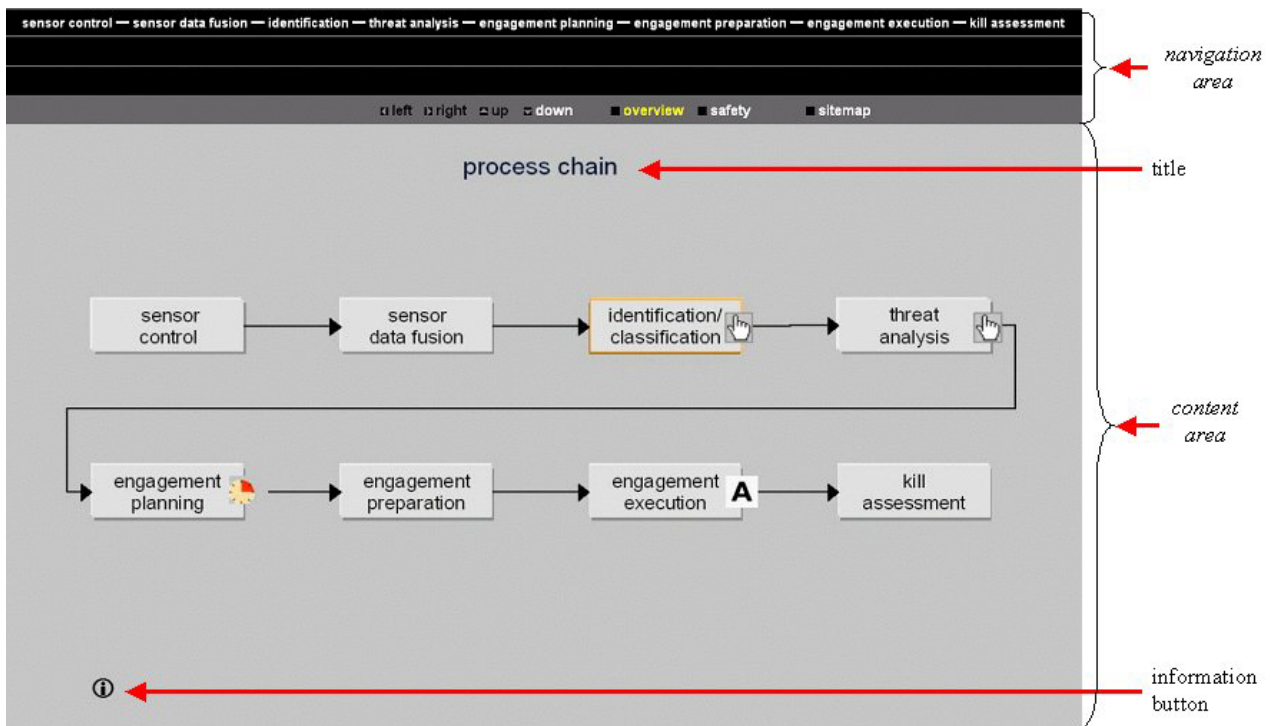 sensor control — sensor data fusion — identification — threat analysis — engagement planning — engagement preparation — engagement execution — kill assessment
navigation
area
left right up down overview safety sitemap
process chain
title
sensor
control
sensor
data fusion
identification/
classification
threat
analysis
content
area
engagement
planning
engagement
preparation
engagement
execution
A
kill
assessment
i
information
button